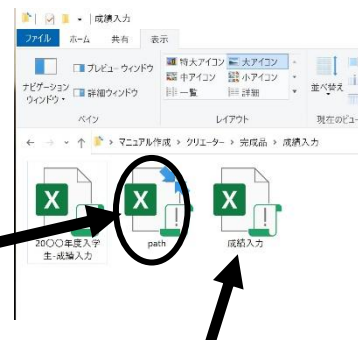 成績入力
ファイル ホーム 共有 表示
ナビゲーション ウィンドウ
プレビュー ウィンドウ
詳細ウィンドウ
特大アイコン 大アイコン
中アイコン 小アイコン
一覧 詳細
並べ替え
ペイン レイアウト 現在のビュー
マニュアル作成 › クリエーター › 完成品 › 成績入力
20〇〇年度入学
生-成績入力
path
成績入力